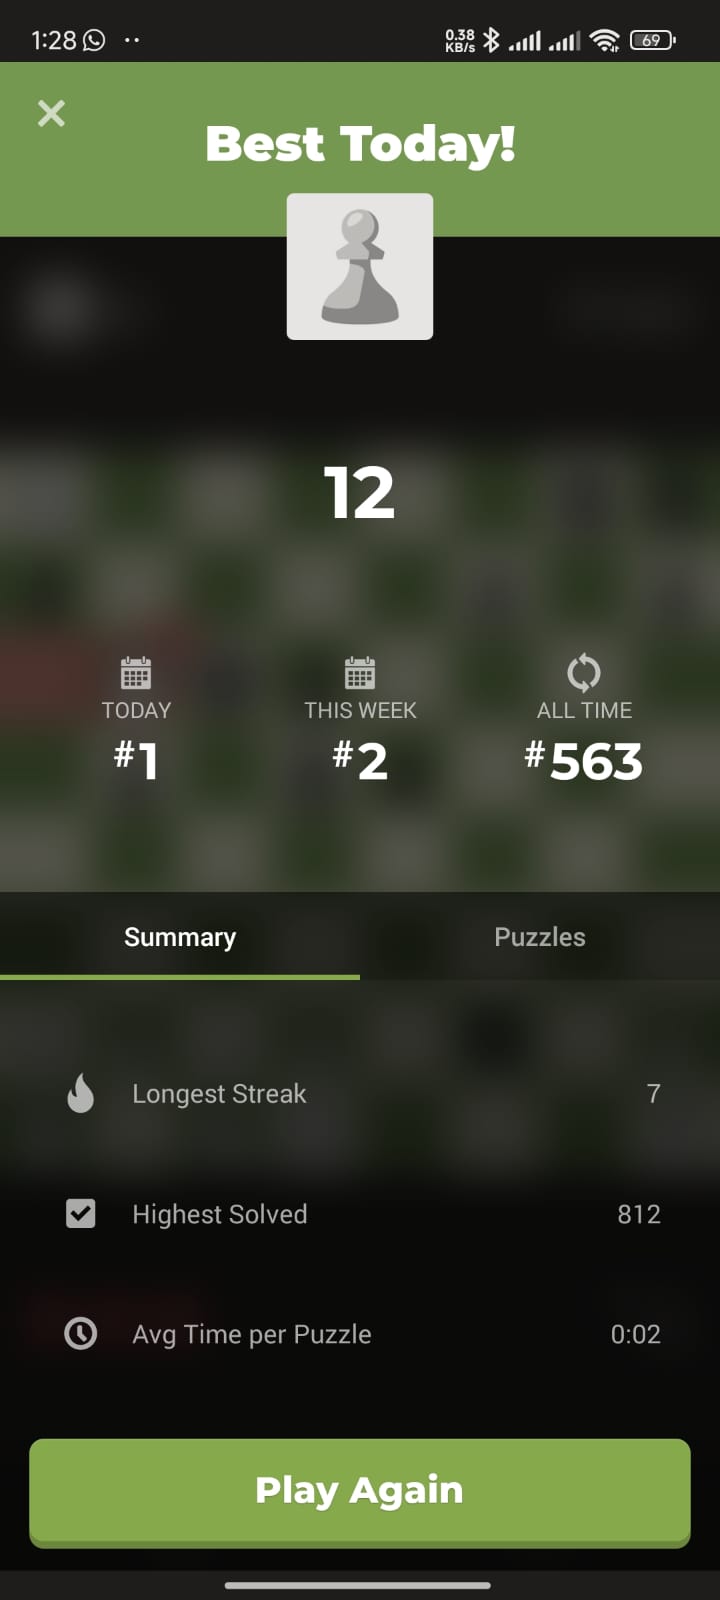 1:28
0.38
KB/s
69
Best Today!
12
TODAY THIS WEEK ALL TIME
#1 #2 #563
Summary Puzzles
Longest Streak 7
Highest Solved 812
Avg Time per Puzzle 0:02
Play Again